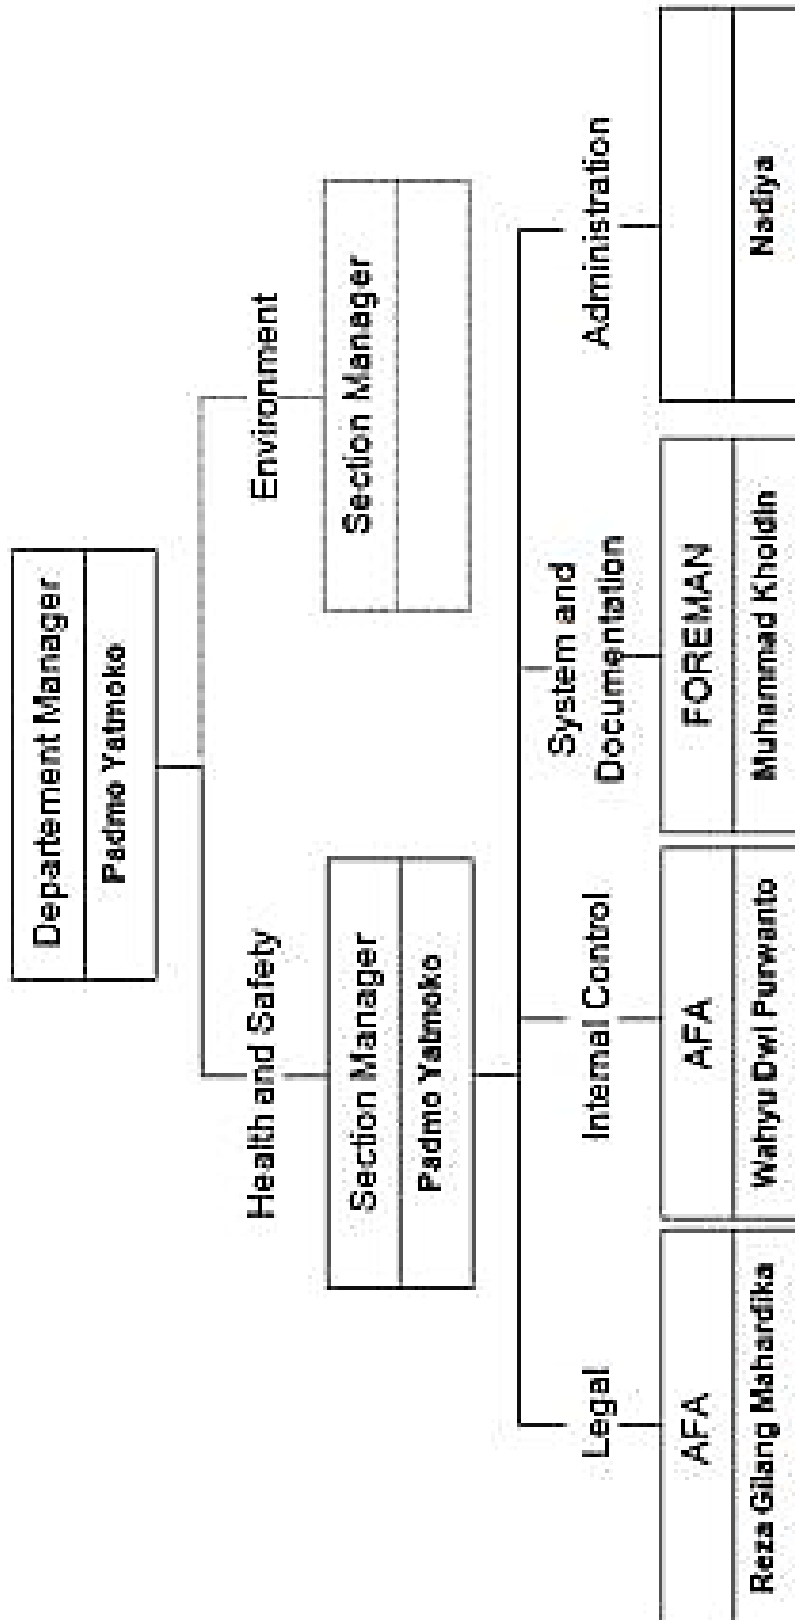 Departement Manager
Padmo Yatmoko
Health and Safety
Environment
Section Manager
Padmo Yatmoko
Section Manager
Legal
Internal Control
System and
Documentation
Administration
AFA
Reza Gilang Mahardika
AFA
Wahyu Dwi Purwanto
FOREMAN
Muhammad Kholdin
Nadiya